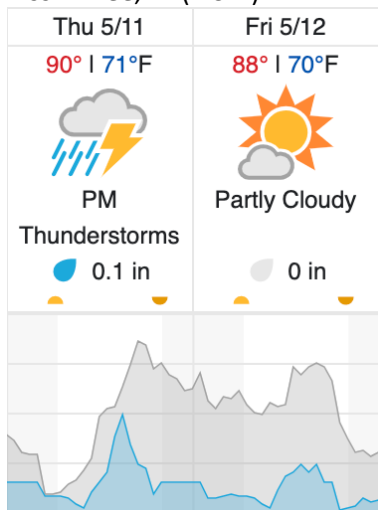 Thu 5/11
Fri 5/12
90° | 71°F
88° | 70°F
PM
Thunderstorms
Partly Cloudy
0.1 in
0 in